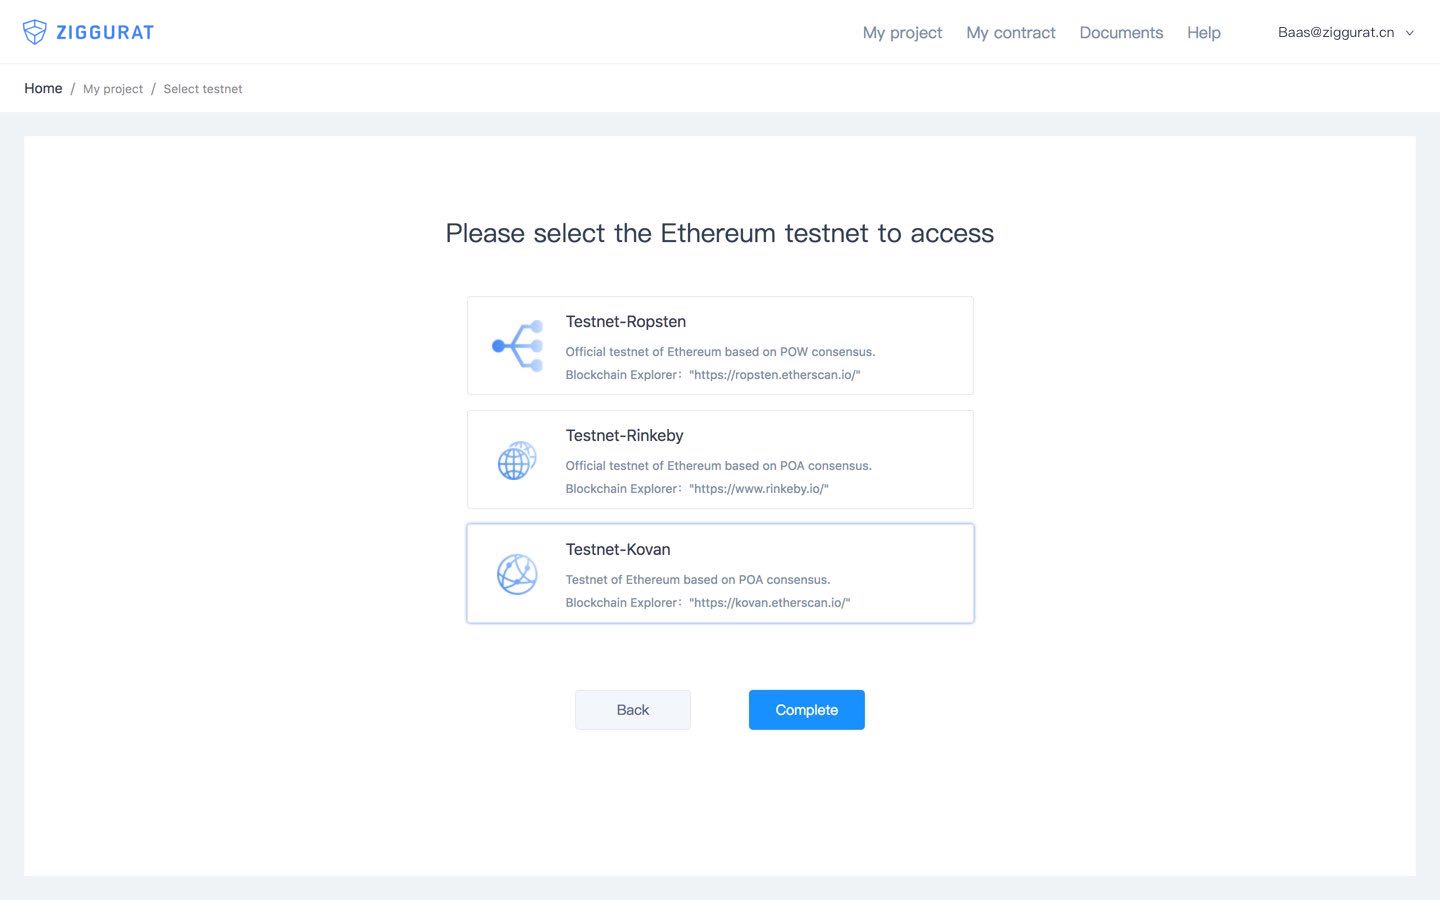 ZIGGURAT
My project My contract Documents Help Baas@ziggurat.cn
Home / My project / Select testnet
Please select the Ethereum testnet to access
Testnet-Ropsten
Official testnet of Ethereum based on POW consensus.
Blockchain Explorer："https://ropsten.etherscan.io/"
Testnet-Rinkeby
Official testnet of Ethereum based on POA consensus.
Blockchain Explorer："https://www.rinkeby.io/"
Testnet-Kovan
Testnet of Ethereum based on POA consensus.
Blockchain Explorer："https://kovan.etherscan.io/"
Back Complete